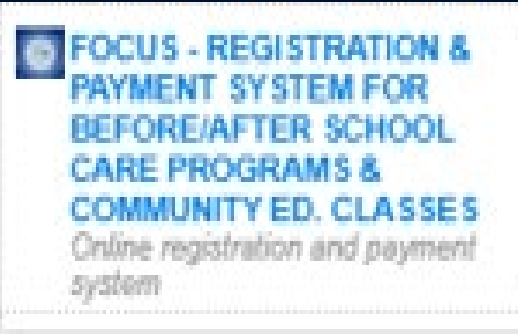 FOCUS - REGISTRATION &
PAYMENT SYSTEM FOR
BEFORE/AFTER SCHOOL
CARE PROGRAMS &
COMMUNITY ED. CLASSES
Online registration and payment
system